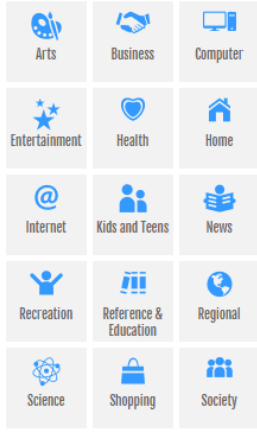 Arts
Business
Computer
Entertainment
Health
Home
@
Internet
Kids and Teens
News
Recreation
Reference &
Education
Regional
Science
Shopping
Society